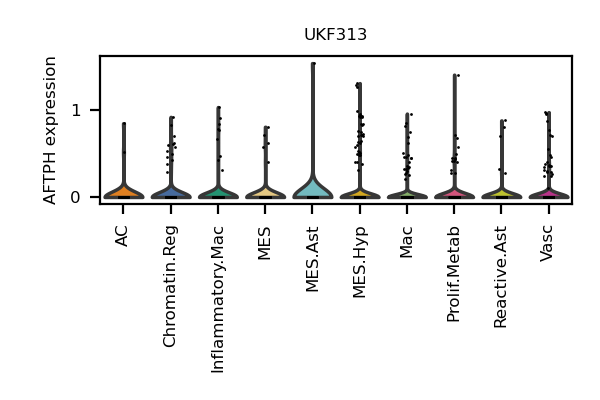 UKF313
AFTPH expression
1
0
AC
Chromatin.Reg
Inflammatory.Mac
MES
MES.Ast
MES.Hyp
Mac
Prolif.Metab
Reactive.Ast
Vasc